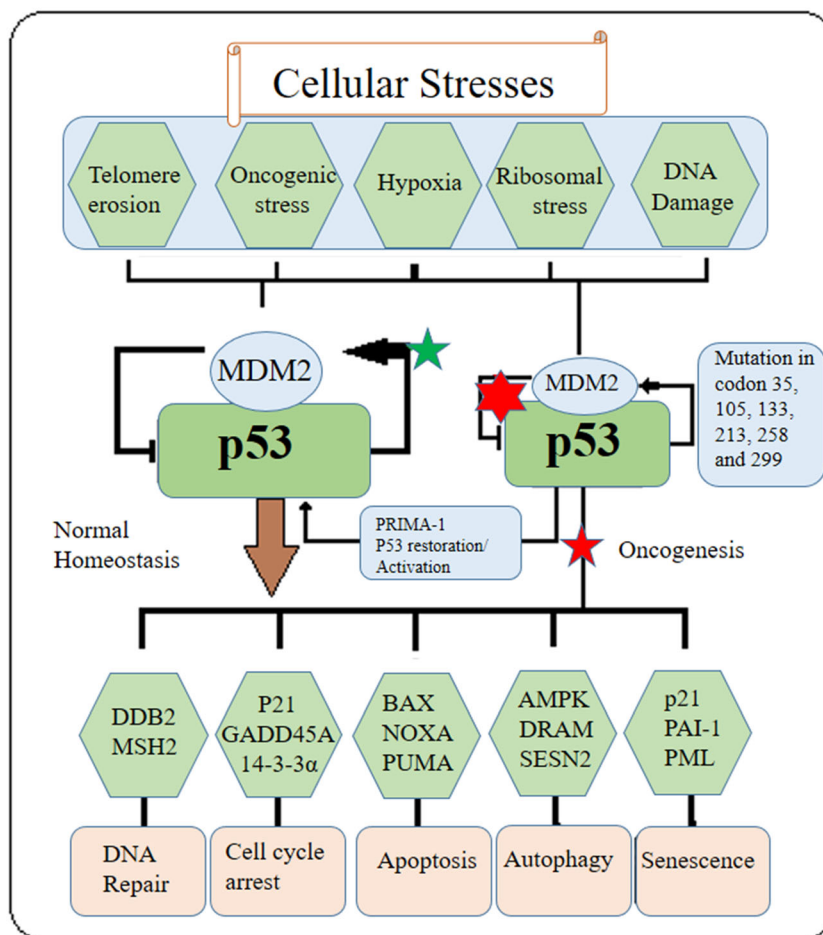 Cellular Stresses
Telomere
erosion
Oncogenic
stress
Hypoxia
Ribosomal
stress
DNA
Damage
MDM2
p53
MDM2
p53
Mutation in
codon 35,
105, 133,
213, 258
and 299
Normal
Homeostasis
PRIMA-1
P53 restoration/
Activation
Oncogenesis
DDB2
MSH2
P21
GADD45A
14-3-3α
BAX
NOXA
PUMA
AMPK
DRAM
SESN2
p21
PAI-1
PML
DNA
Repair
Cell cycle
arrest
Apoptosis
Autophagy
Senescence